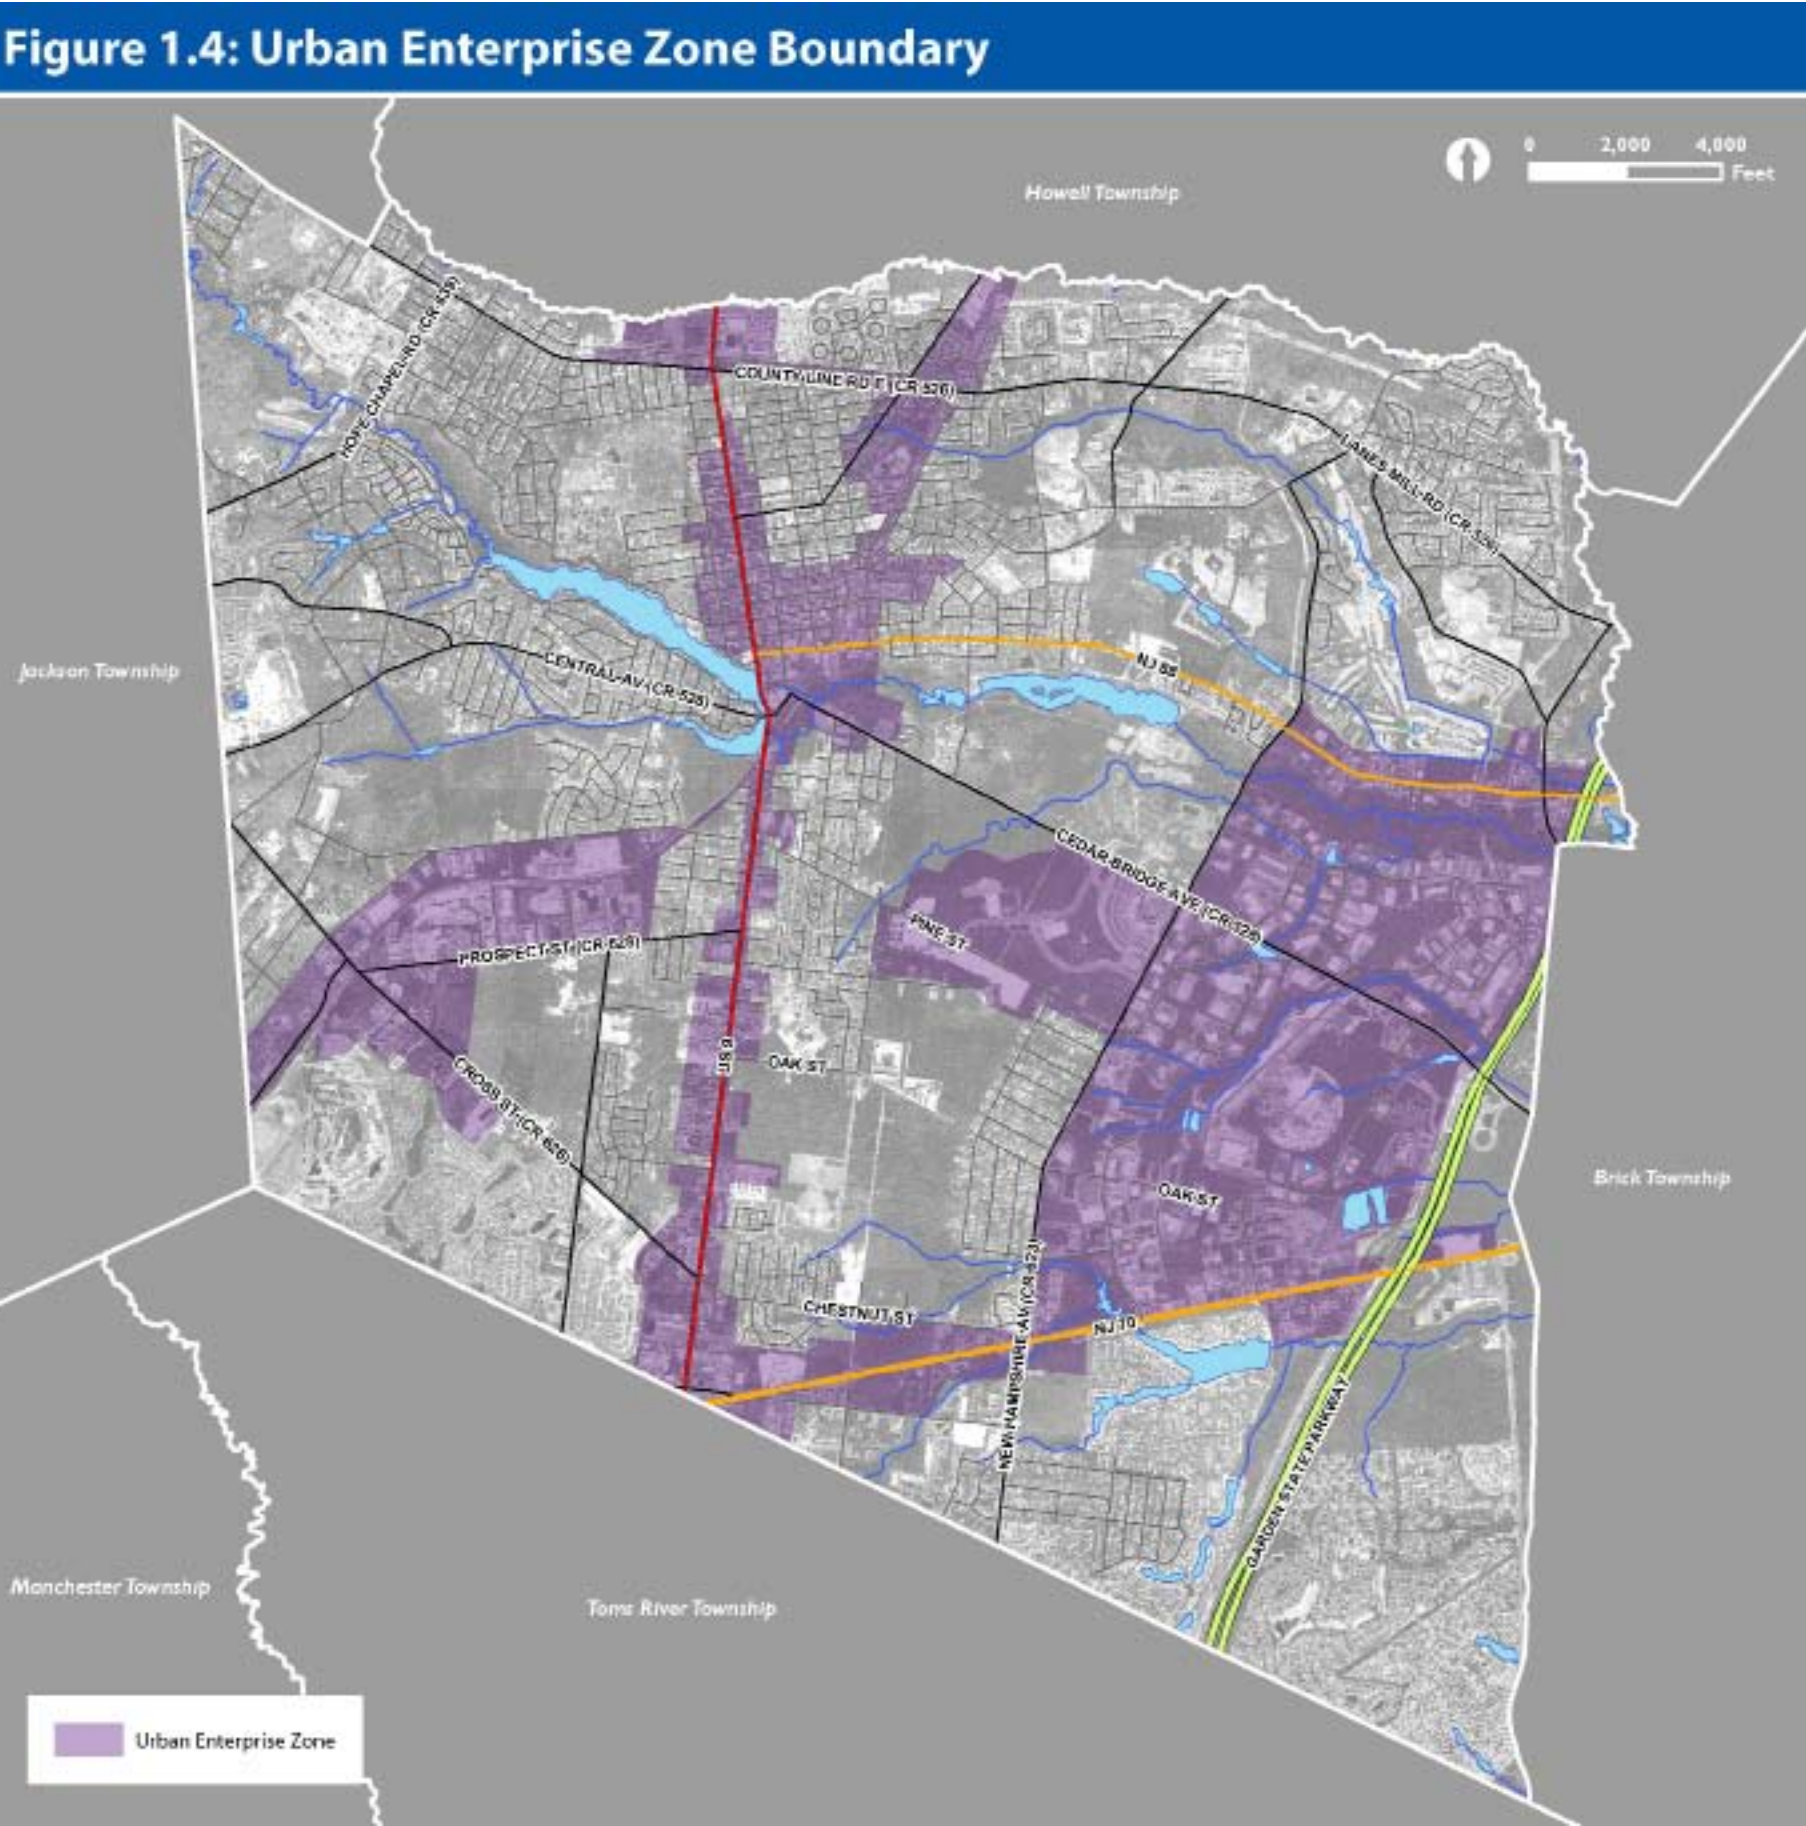 Figure 1.4: Urban Enterprise Zone Boundary
0 2,000 4,000
Feet
Howell Township
HOPE CHAPEL RD (CR 639)
COUNTY LINE RD E (CR 526)
LANES MILL RD (CR 526)
Jackson Township
CENTRAL AV (CR 528)
NJ 88
CEDAR BRIDGE AVE (CR 528)
PINE ST
PROSPECT ST (CR 628)
US 9
OAK ST
CROSS ST (CR 626)
Brick Township
OAK ST
NEW HAMPSHIRE AV (CR 623)
CHESTNUT ST
NJ 70
GARDEN STATE PARKWAY
Manchester Township
Toms River Township
Urban Enterprise Zone